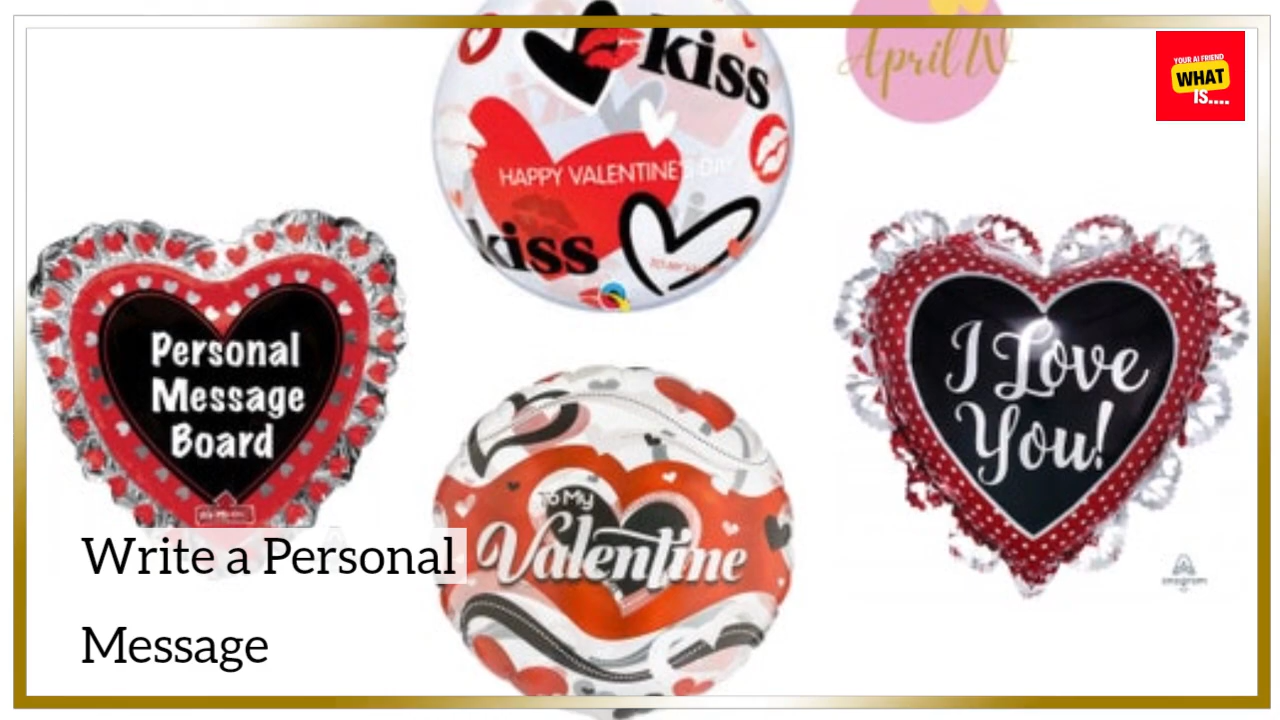 kiss
HAPPY VALENTINE'S DAY
kiss
April
YOUR AI FRIEND
WHAT
IS....
Personal
Message
Board
I Love
You!
To My
Valentine
anagram
Write a Personal
Message